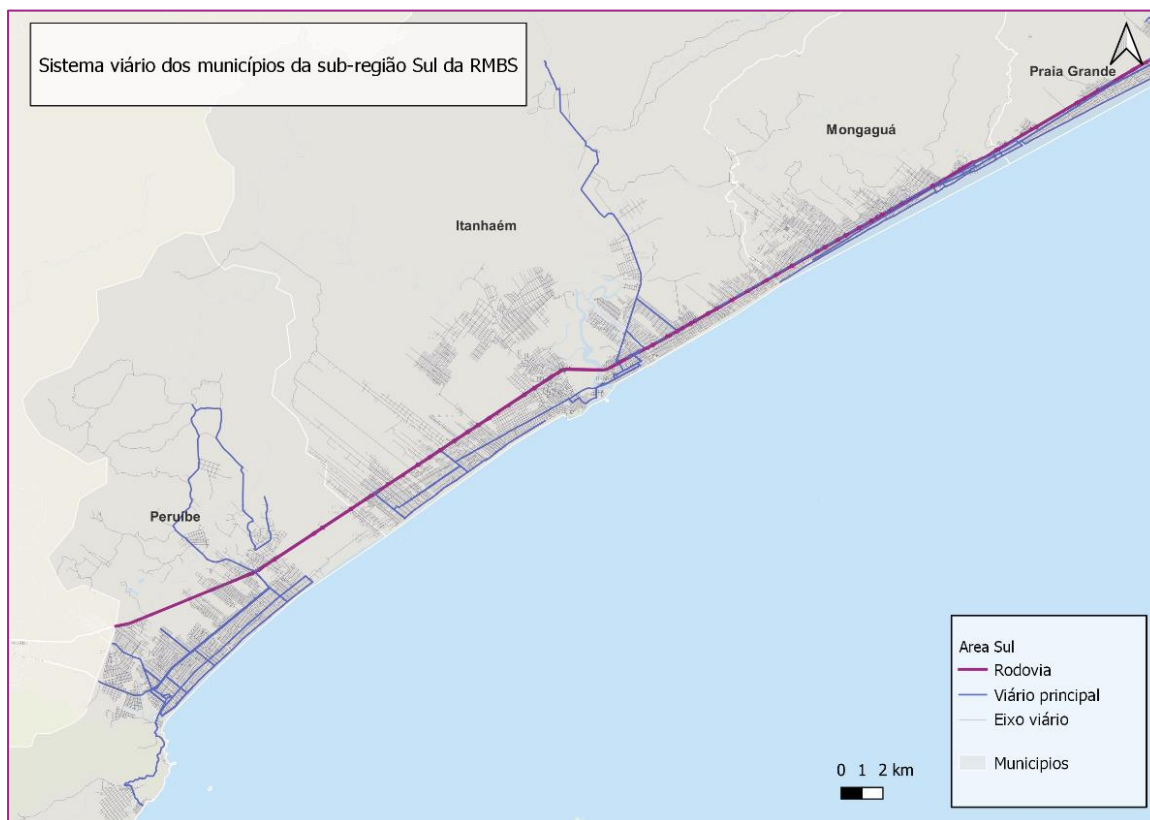 Sistema viário dos municípios da sub-região Sul da RMBS
Praia Grande
Mongaguá
Itanhaém
Peruíbe
Area Sul
Rodovia
Viário principal
Eixo viário
Municipios
0 1 2 km